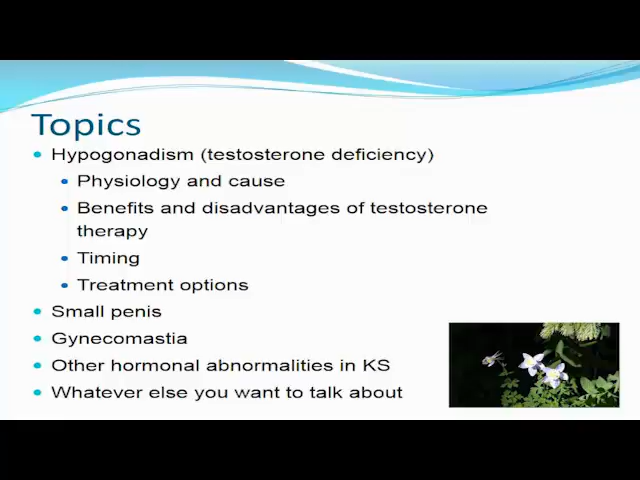 Topics
Hypogonadism (testosterone deficiency)
Physiology and cause
Benefits and disadvantages of testosterone
therapy
Timing
Treatment options
Small penis
Gynecomastia
Other hormonal abnormalities in KS
Whatever else you want to talk about